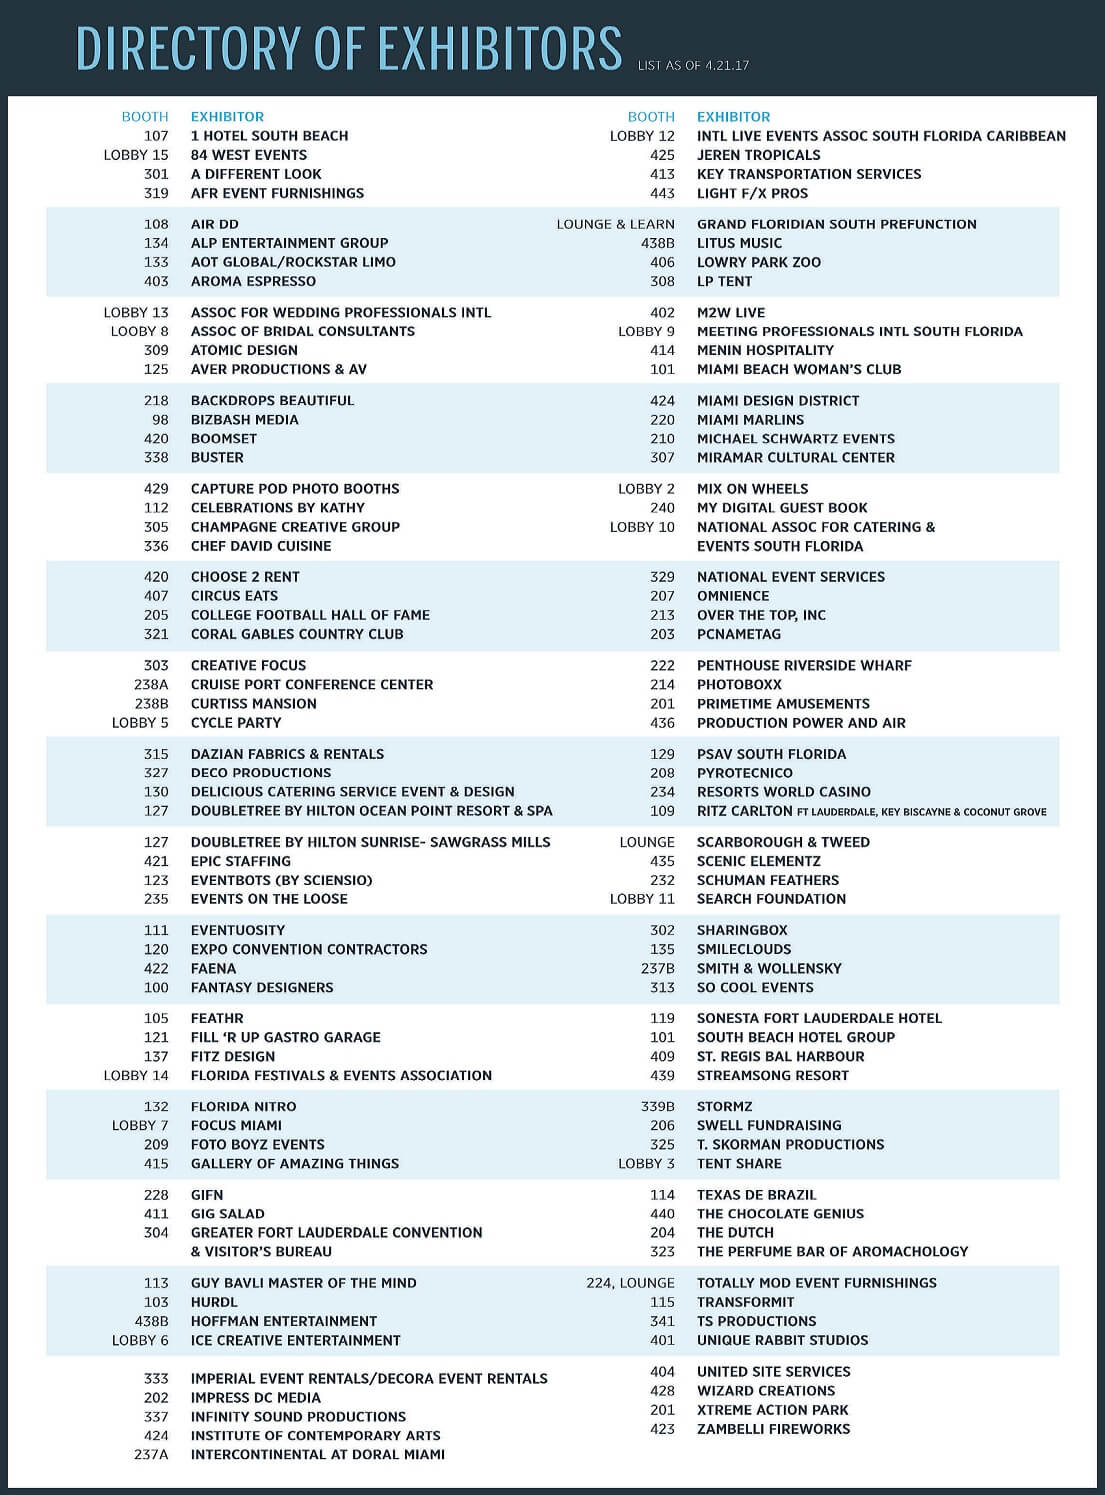 DIRECTORY OF EXHIBITORS LIST AS OF 4.21.17
BOOTH EXHIBITOR
107 1 HOTEL SOUTH BEACH
LOBBY 15 84 WEST EVENTS
301 A DIFFERENT LOOK
319 AFR EVENT FURNISHINGS
108 AIR DD
134 ALP ENTERTAINMENT GROUP
133 AOT GLOBAL/ROCKSTAR LIMO
403 AROMA ESPRESSO
LOBBY 13 ASSOC FOR WEDDING PROFESSIONALS INTL
LOOBY 8 ASSOC OF BRIDAL CONSULTANTS
309 ATOMIC DESIGN
125 AVER PRODUCTIONS & AV
218 BACKDROPS BEAUTIFUL
98 BIZBASH MEDIA
420 BOOMSET
338 BUSTER
429 CAPTURE POD PHOTO BOOTHS
112 CELEBRATIONS BY KATHY
305 CHAMPAGNE CREATIVE GROUP
336 CHEF DAVID CUISINE
420 CHOOSE 2 RENT
407 CIRCUS EATS
205 COLLEGE FOOTBALL HALL OF FAME
321 CORAL GABLES COUNTRY CLUB
303 CREATIVE FOCUS
238A CRUISE PORT CONFERENCE CENTER
238B CURTISS MANSION
LOBBY 5 CYCLE PARTY
315 DAZIAN FABRICS & RENTALS
327 DECO PRODUCTIONS
130 DELICIOUS CATERING SERVICE EVENT & DESIGN
127 DOUBLETREE BY HILTON OCEAN POINT RESORT & SPA
127 DOUBLETREE BY HILTON SUNRISE- SAWGRASS MILLS
421 EPIC STAFFING
123 EVENTBOTS (BY SCIENSIO)
235 EVENTS ON THE LOOSE
111 EVENTUOSITY
120 EXPO CONVENTION CONTRACTORS
422 FAENA
100 FANTASY DESIGNERS
105 FEATHR
121 FILL ‘R UP GASTRO GARAGE
137 FITZ DESIGN
LOBBY 14 FLORIDA FESTIVALS & EVENTS ASSOCIATION
132 FLORIDA NITRO
LOBBY 7 FOCUS MIAMI
209 FOTO BOYZ EVENTS
415 GALLERY OF AMAZING THINGS
228 GIFN
411 GIG SALAD
304 GREATER FORT LAUDERDALE CONVENTION
& VISITOR’S BUREAU
113 GUY BAVLI MASTER OF THE MIND
103 HURDL
438B HOFFMAN ENTERTAINMENT
LOBBY 6 ICE CREATIVE ENTERTAINMENT
333 IMPERIAL EVENT RENTALS/DECORA EVENT RENTALS
202 IMPRESS DC MEDIA
337 INFINITY SOUND PRODUCTIONS
424 INSTITUTE OF CONTEMPORARY ARTS
237A INTERCONTINENTAL AT DORAL MIAMI
BOOTH EXHIBITOR
LOBBY 12 INTL LIVE EVENTS ASSOC SOUTH FLORIDA CARIBBEAN
425 JEREN TROPICALS
413 KEY TRANSPORTATION SERVICES
443 LIGHT F/X PROS
LOUNGE & LEARN GRAND FLORIDIAN SOUTH PREFUNCTION
438B LITUS MUSIC
406 LOWRY PARK ZOO
308 LP TENT
402 M2W LIVE
LOBBY 9 MEETING PROFESSIONALS INTL SOUTH FLORIDA
414 MENIN HOSPITALITY
101 MIAMI BEACH WOMAN’S CLUB
424 MIAMI DESIGN DISTRICT
220 MIAMI MARLINS
210 MICHAEL SCHWARTZ EVENTS
307 MIRAMAR CULTURAL CENTER
LOBBY 2 MIX ON WHEELS
240 MY DIGITAL GUEST BOOK
LOBBY 10 NATIONAL ASSOC FOR CATERING &
EVENTS SOUTH FLORIDA
329 NATIONAL EVENT SERVICES
207 OMNIENCE
213 OVER THE TOP, INC
203 PCNAMETAG
222 PENTHOUSE RIVERSIDE WHARF
214 PHOTOBOXX
201 PRIMETIME AMUSEMENTS
436 PRODUCTION POWER AND AIR
129 PSAV SOUTH FLORIDA
208 PYROTECNICO
234 RESORTS WORLD CASINO
109 RITZ CARLTON FT LAUDERDALE, KEY BISCAYNE & COCONUT GROVE
LOUNGE SCARBOROUGH & TWEED
435 SCENIC ELEMENTZ
232 SCHUMAN FEATHERS
LOBBY 11 SEARCH FOUNDATION
302 SHARINGBOX
135 SMILECLOUDS
237B SMITH & WOLLENSKY
313 SO COOL EVENTS
119 SONESTA FORT LAUDERDALE HOTEL
101 SOUTH BEACH HOTEL GROUP
409 ST. REGIS BAL HARBOUR
439 STREAMSONG RESORT
339B STORMZ
206 SWELL FUNDRAISING
325 T. SKORMAN PRODUCTIONS
LOBBY 3 TENT SHARE
114 TEXAS DE BRAZIL
440 THE CHOCOLATE GENIUS
204 THE DUTCH
323 THE PERFUME BAR OF AROMACHOLOGY
224, LOUNGE TOTALLY MOD EVENT FURNISHINGS
115 TRANSFORMIT
341 TS PRODUCTIONS
401 UNIQUE RABBIT STUDIOS
404 UNITED SITE SERVICES
428 WIZARD CREATIONS
201 XTREME ACTION PARK
423 ZAMBELLI FIREWORKS